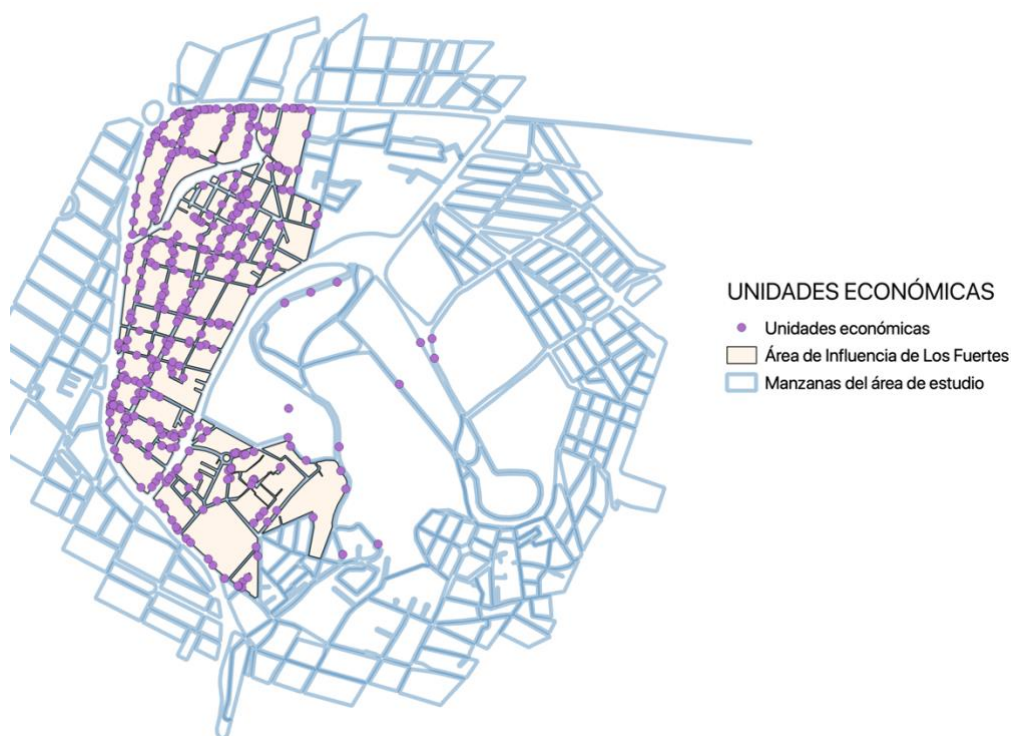 UNIDADES ECONÓMICAS
Unidades económicas
Área de Influencia de Los Fuertes
Manzanas del área de estudio